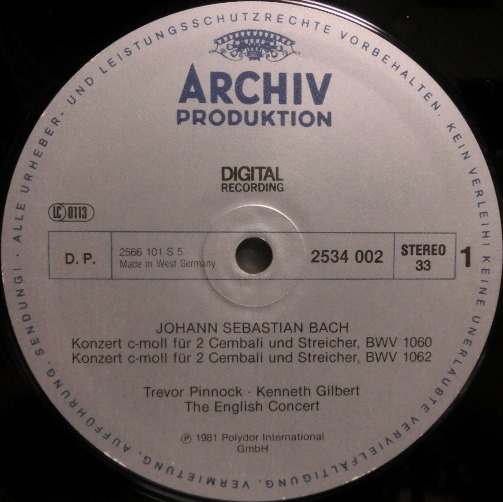 ALLE URHEBER- UND LEISTUNGSSCHUTZRECHTE VORBEHALTEN. KEIN VERLEIH! KEINE UNERLAUBTE VERVIELFÄLTIGUNG, VERMIETUNG, AUFFÜHRUNG, SENDUNG! ·
ARCHIV
PRODUKTION
DIGITAL
RECORDING
LC 0113
D. P.
2566 101 S 5
Made in West Germany
2534 002
STEREO
33
1
JOHANN SEBASTIAN BACH
Konzert c-moll für 2 Cembali und Streicher, BWV 1060
Konzert c-moll für 2 Cembali und Streicher, BWV 1062
Trevor Pinnock · Kenneth Gilbert
The English Concert
℗ 1981 Polydor International
GmbH